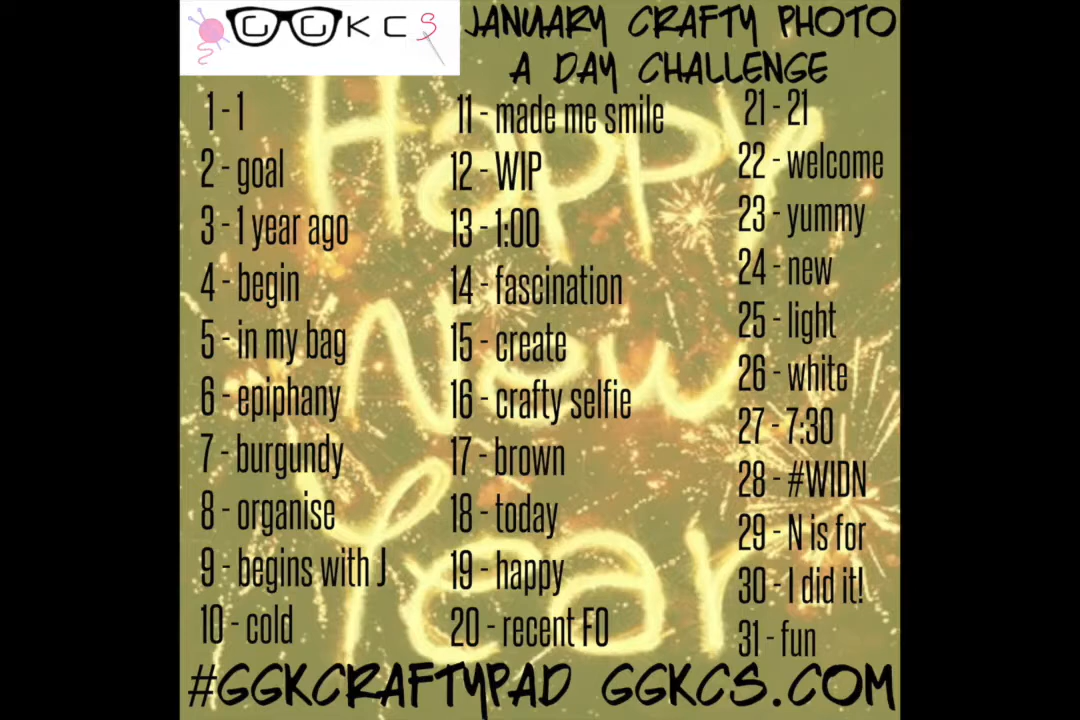 GGKCS
JANUARY CRAFTY PHOTO
A DAY CHALLENGE
1 - 1
2 - goal
3 - 1 year ago
4 - begin
5 - in my bag
6 - epiphany
7 - burgundy
8 - organise
9 - begins with J
10 - cold
11 - made me smile
12 - WIP
13 - 1:00
14 - fascination
15 - create
16 - crafty selfie
17 - brown
18 - today
19 - happy
20 - recent FO
21 - 21
22 - welcome
23 - yummy
24 - new
25 - light
26 - white
27 - 7:30
28 - #WIDN
29 - N is for
30 - I did it!
31 - fun
Happy
New
Year
#GGKCRAFTYPAD GGKCS.COM